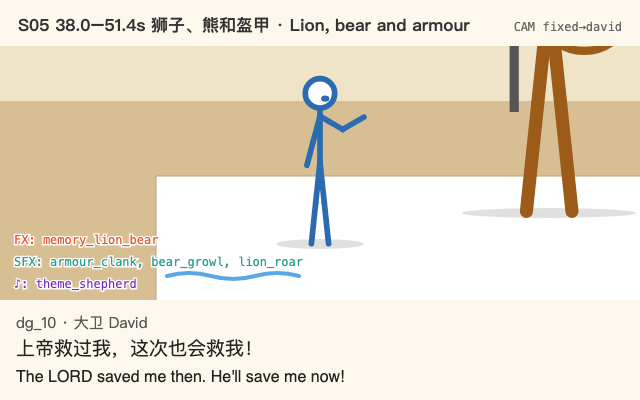 S05 38.0—51.4s 狮子、熊和盔甲 · Lion, bear and armour
CAM fixed→david
FX: memory_lion_bear
SFX: armour_clank, bear_growl, lion_roar
♪: theme_shepherd
dg_10 · 大卫 David
上帝救过我，这次也会救我！
The LORD saved me then. He'll save me now!